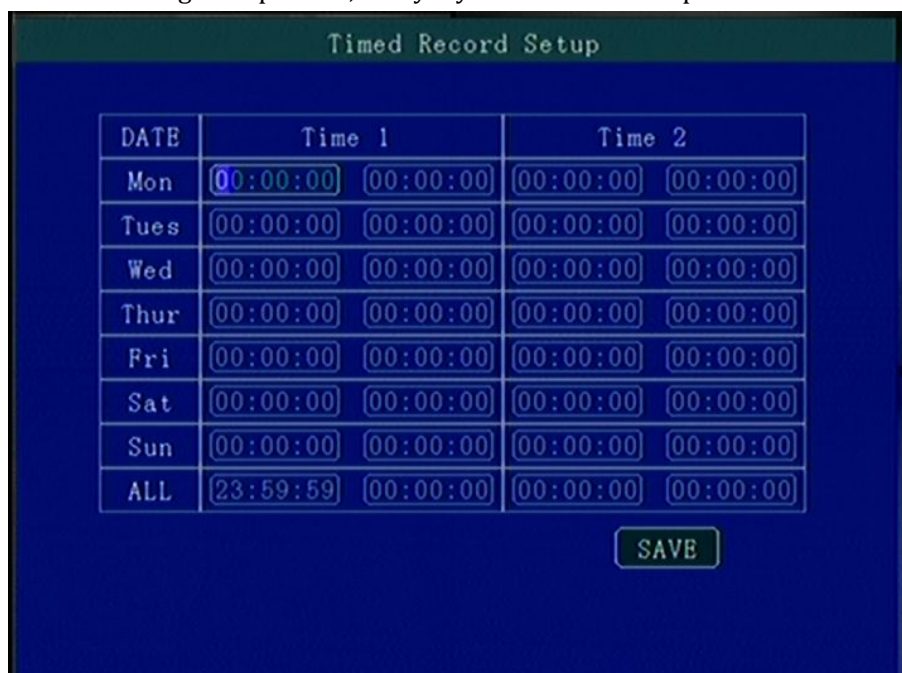 Timed Record Setup
DATE Time 1 Time 2
Mon 00:00:00 00:00:00 00:00:00 00:00:00
Tues 00:00:00 00:00:00 00:00:00 00:00:00
Wed 00:00:00 00:00:00 00:00:00 00:00:00
Thur 00:00:00 00:00:00 00:00:00 00:00:00
Fri 00:00:00 00:00:00 00:00:00 00:00:00
Sat 00:00:00 00:00:00 00:00:00 00:00:00
Sun 00:00:00 00:00:00 00:00:00 00:00:00
ALL 23:59:59 00:00:00 00:00:00 00:00:00
SAVE